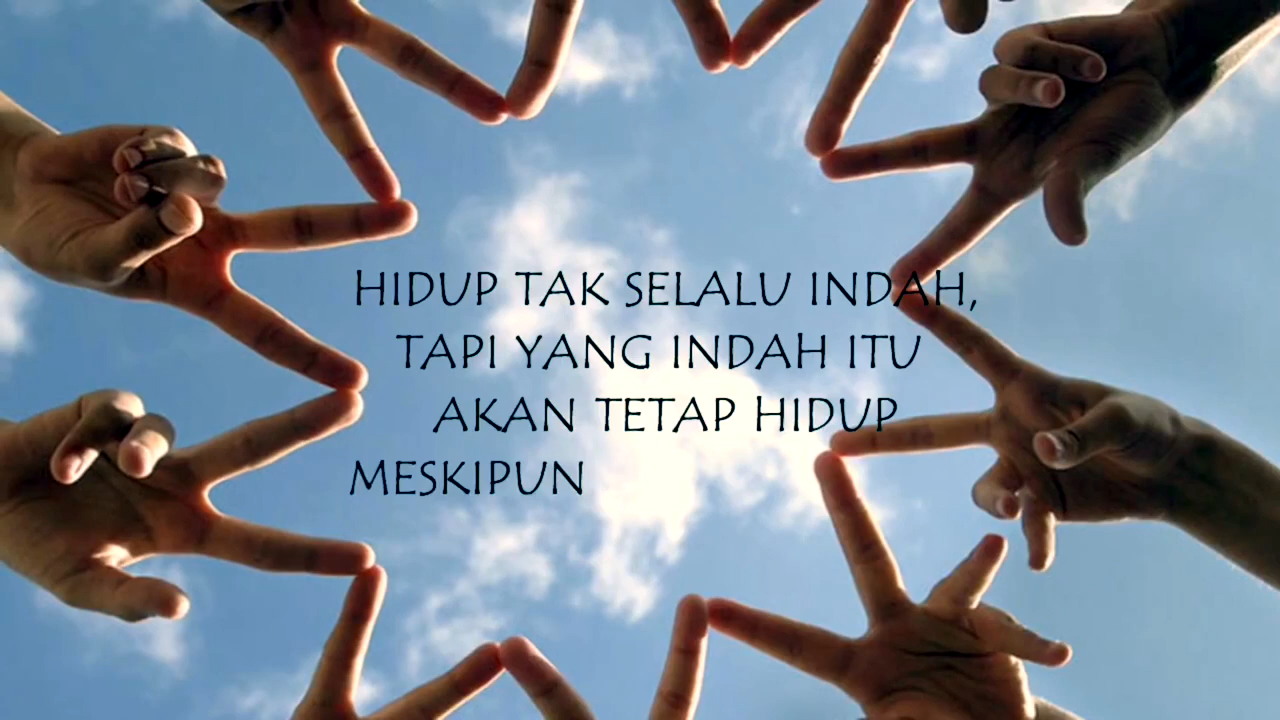 HIDUP TAK SELALU INDAH,
TAPI YANG INDAH ITU
AKAN TETAP HIDUP
MESKIPUN